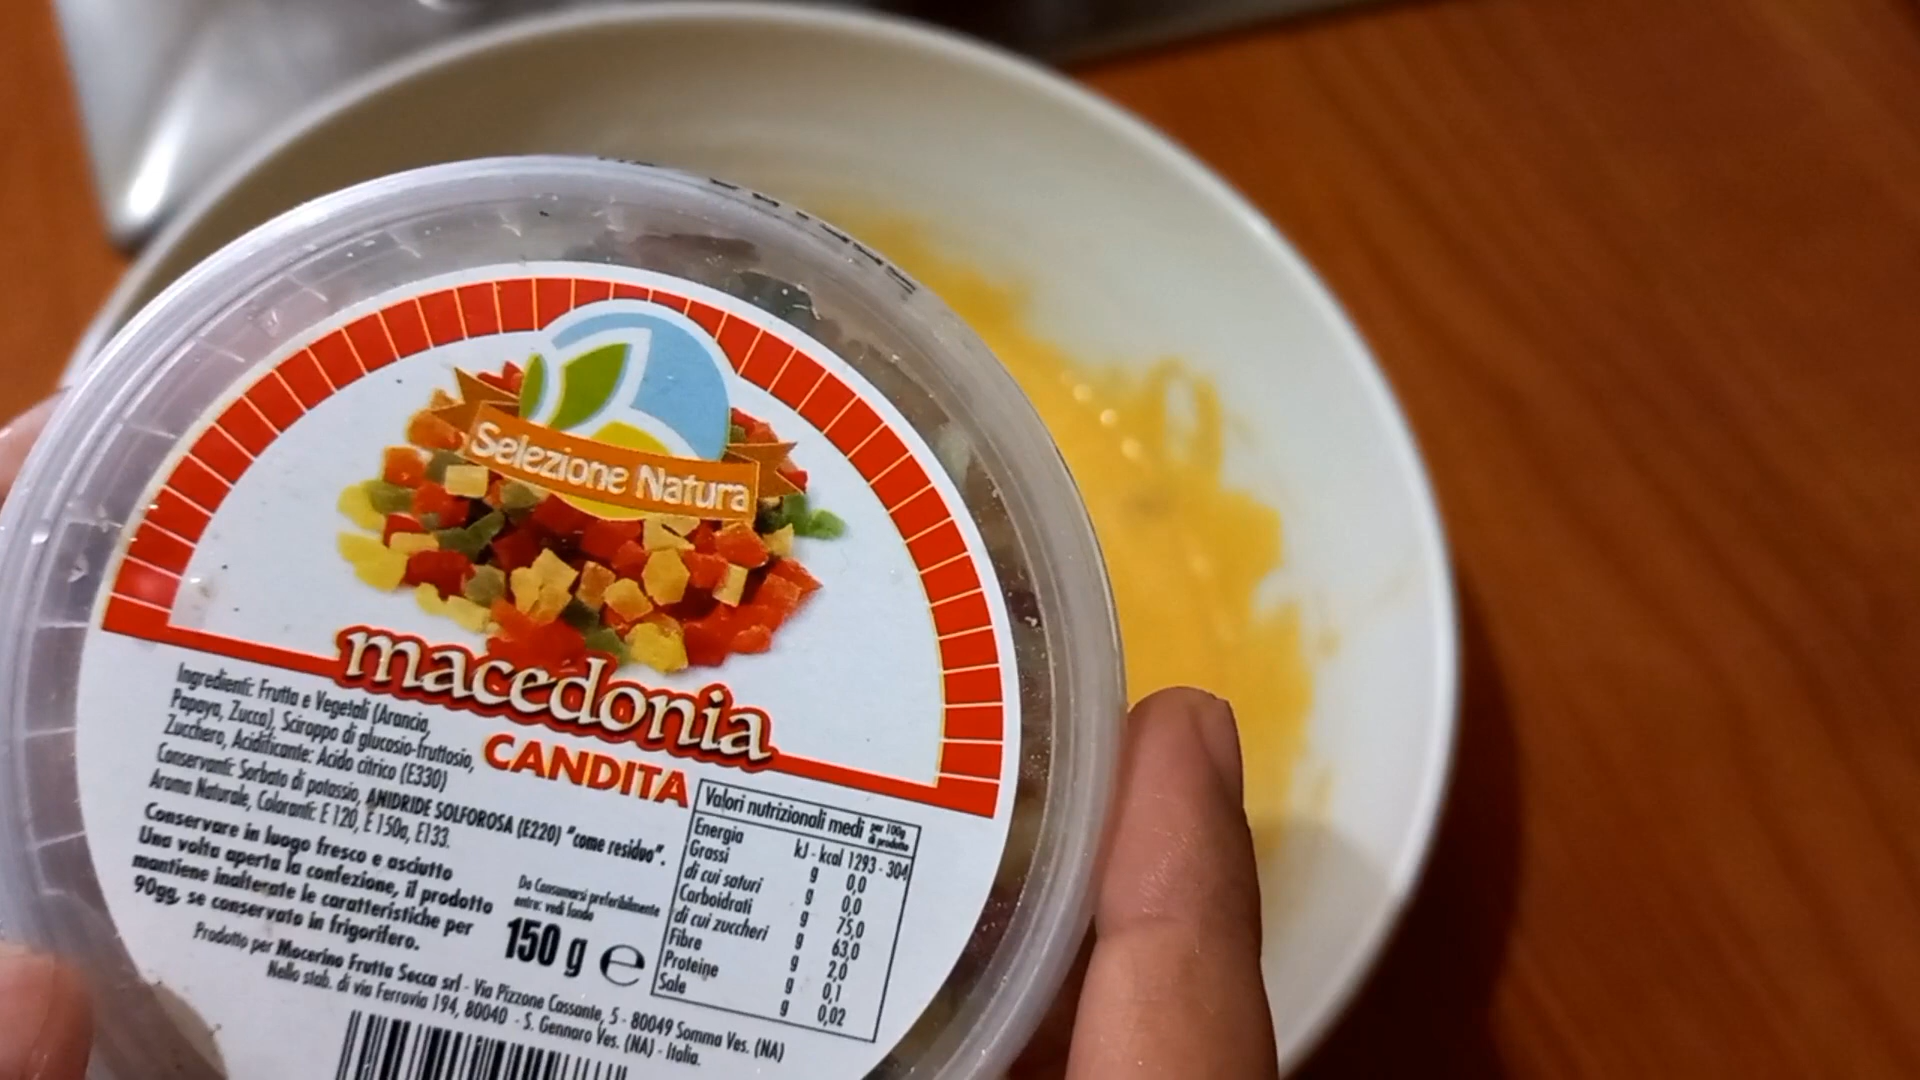 Selezione Natura
macedonia
CANDITA
Ingredienti: Frutta e Vegetali (Arancia,
Papaya, Zucca), Sciroppo di glucosio-fruttosio,
Zucchero, Acidificante: Acido citrico (E330)
Conservanti: Sorbato di potassio, ANIDRIDE SOLFOROSA (E220) "come residuo".
Aroma Naturale, Coloranti: E 120, E 150a, E133.
Conservare in luogo fresco e asciutto
Una volta aperta la confezione, il prodotto
mantiene inalterate le caratteristiche per
90gg, se conservato in frigorifero.
Da Consumarsi preferibilmente
entro: vedi fondo
150 g ℮
Valori nutrizionali medi per 100g di prodotto
Energia kJ - kcal 1293 - 304
Grassi g 0,0
di cui saturi g 0,0
Carboidrati g 75,0
di cui zuccheri g 63,0
Fibre g 2,0
Proteine g 0,1
Sale g 0,02
Prodotto per Mocerino Frutta Secca srl - Via Pizzone Cassante, 5 - 80049 Somma Ves. (NA)
Nello stab. di via Ferrovia 194, 80040 - S. Gennaro Ves. (NA) - Italia.